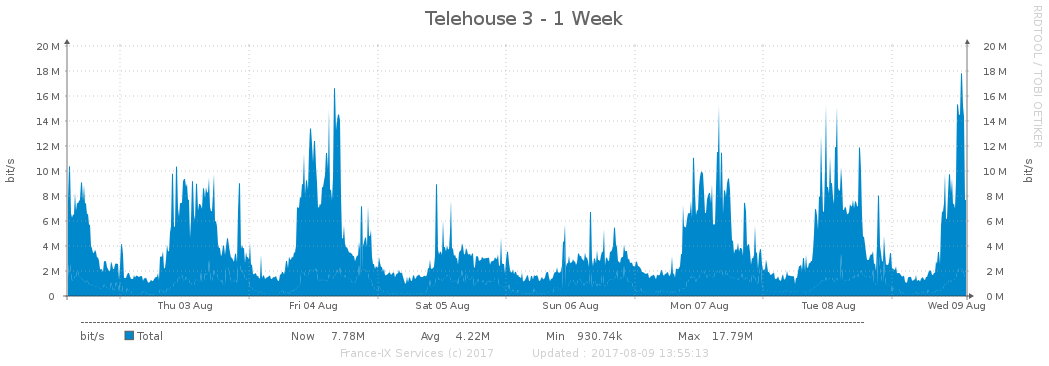 Telehouse 3 - 1 Week
RRDTOOL / TOBI OETIKER
bit/s
20 M 20 M
18 M 18 M
16 M 16 M
14 M 14 M
12 M 12 M
10 M 10 M
8 M 8 M
6 M 6 M
4 M 4 M
2 M 2 M
0 0 M
bit/s
Thu 03 Aug Fri 04 Aug Sat 05 Aug Sun 06 Aug Mon 07 Aug Tue 08 Aug Wed 09 Aug
bit/s Total Now 7.78M Avg 4.22M Min 930.74k Max 17.79M
France-IX Services (c) 2017 Updated : 2017-08-09 13:55:13